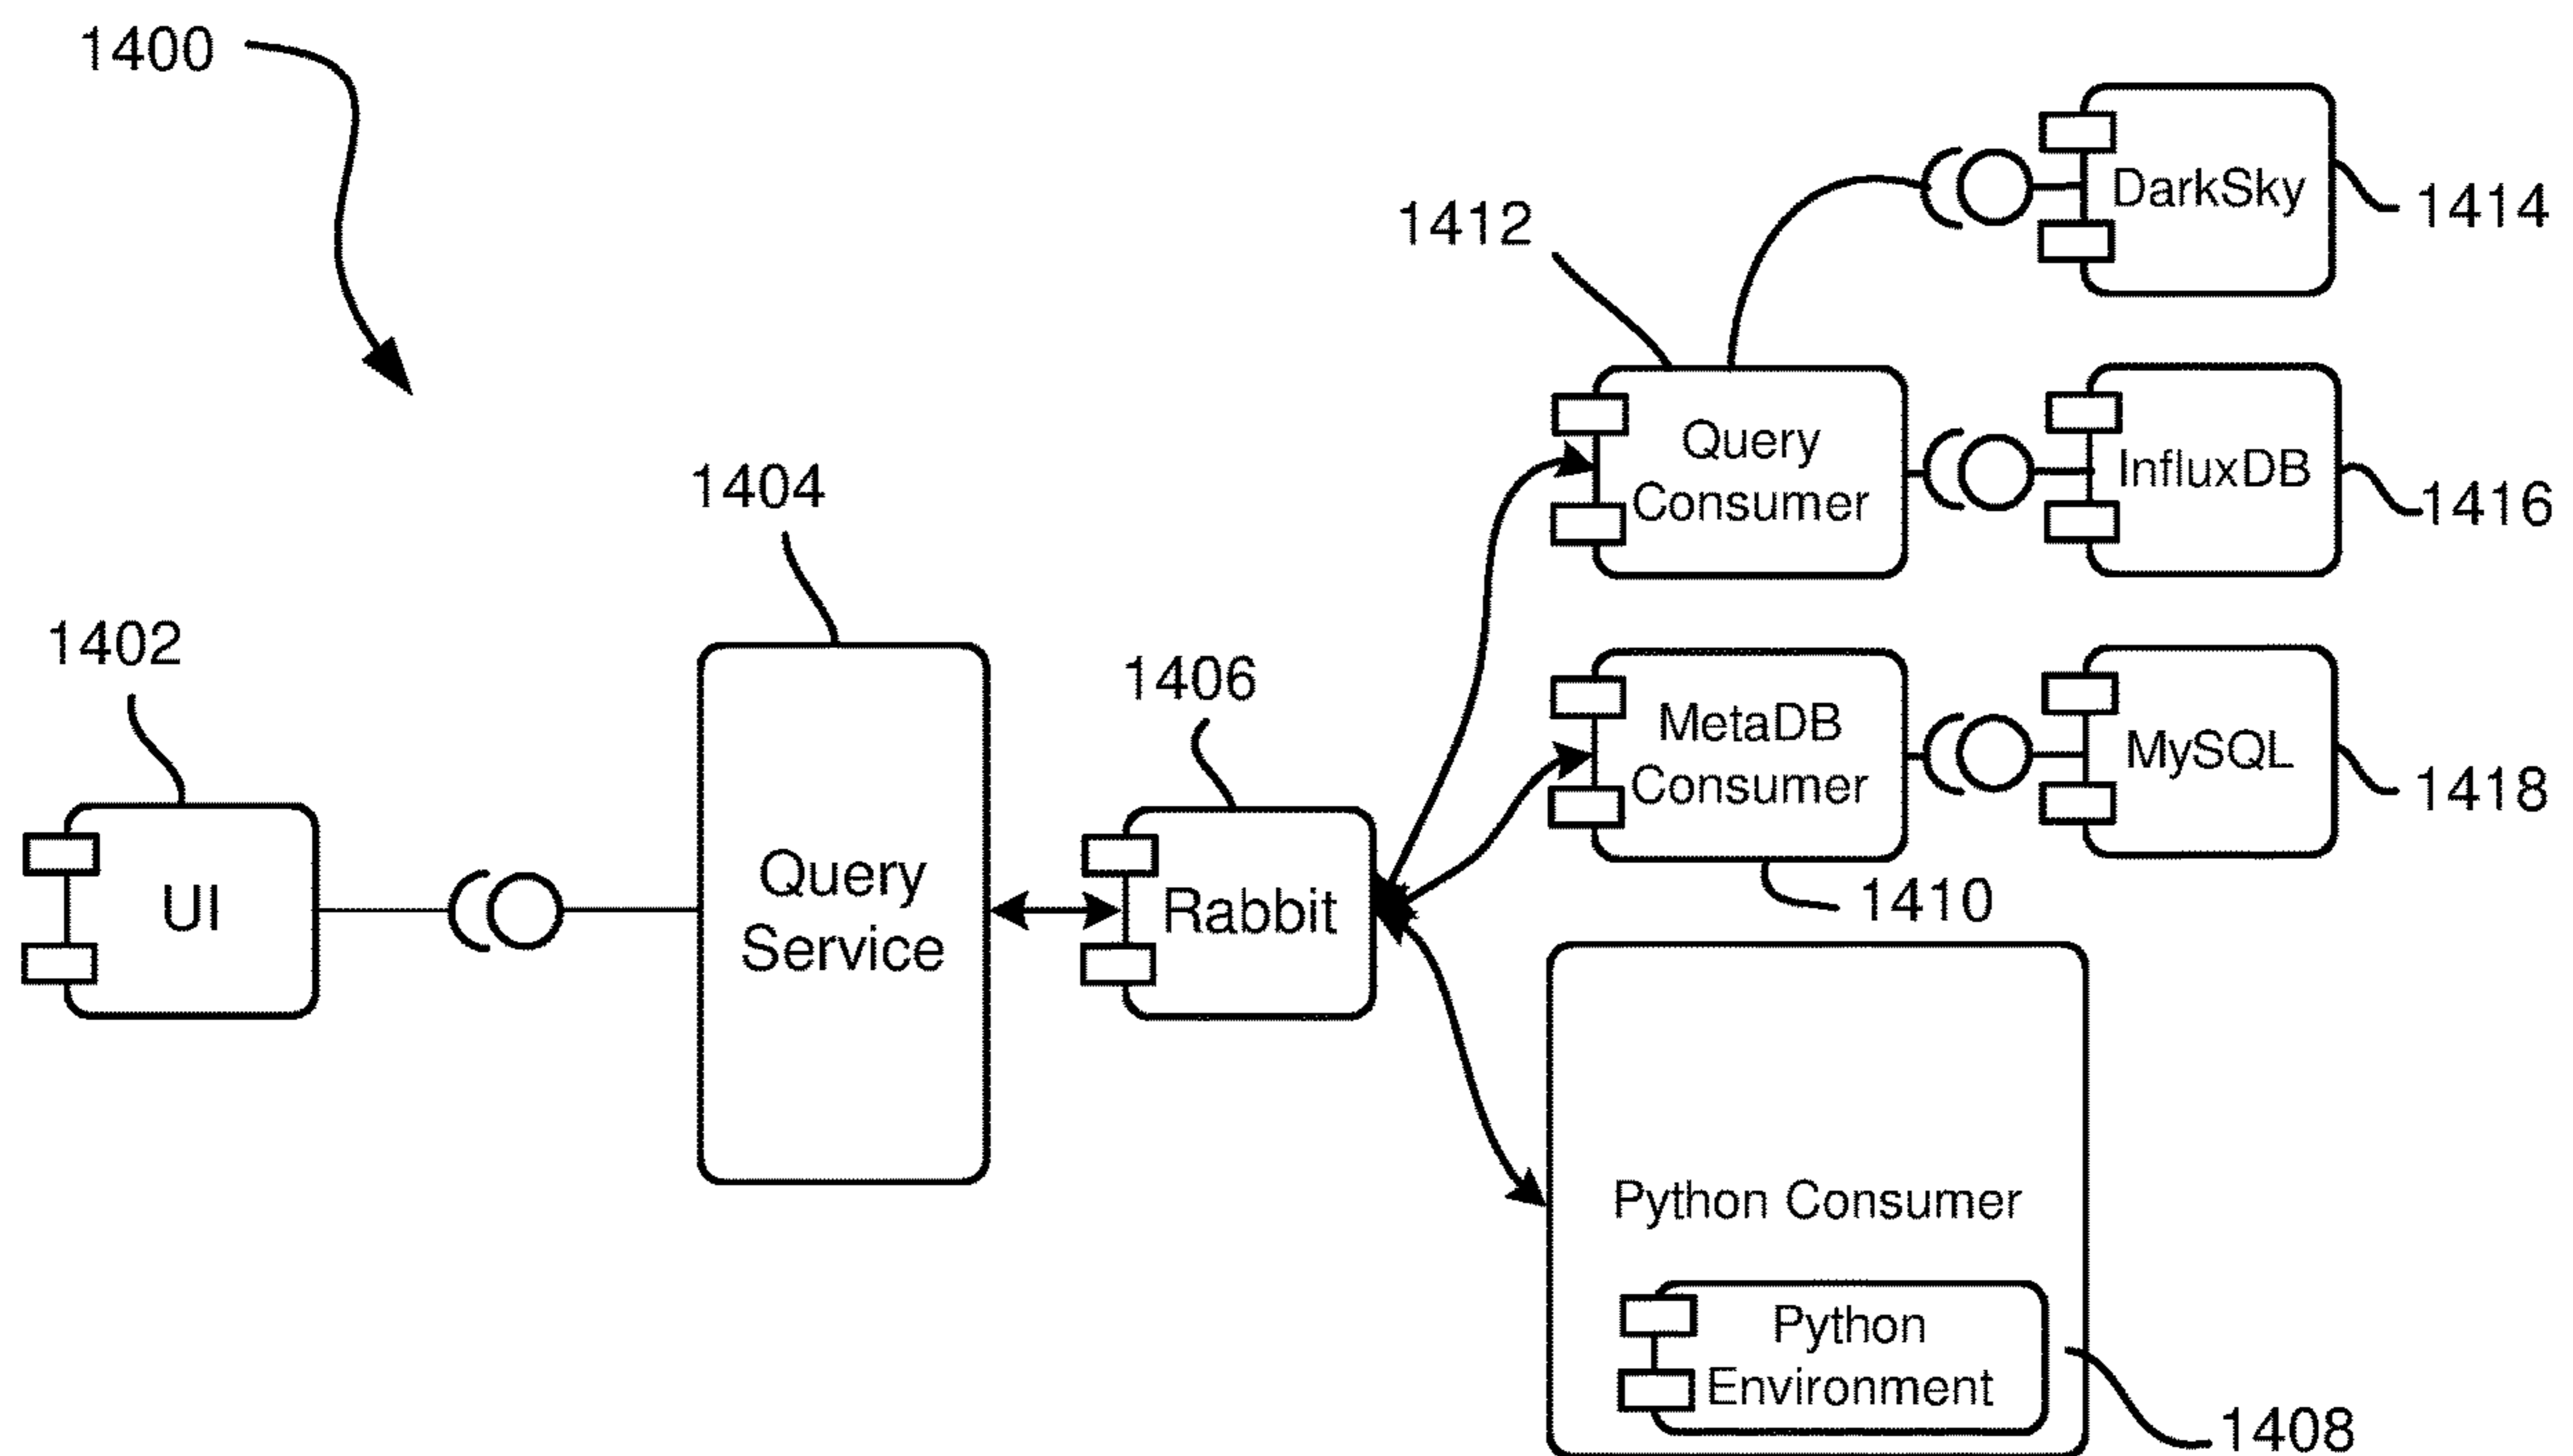 1400
DarkSky
1414
1412
Query
Consumer
InfluxDB
1416
1404
1402
1406
MetaDB
Consumer
MySQL
1418
UI
Query
Service
Rabbit
1410
Python Consumer
Python
Environment
1408